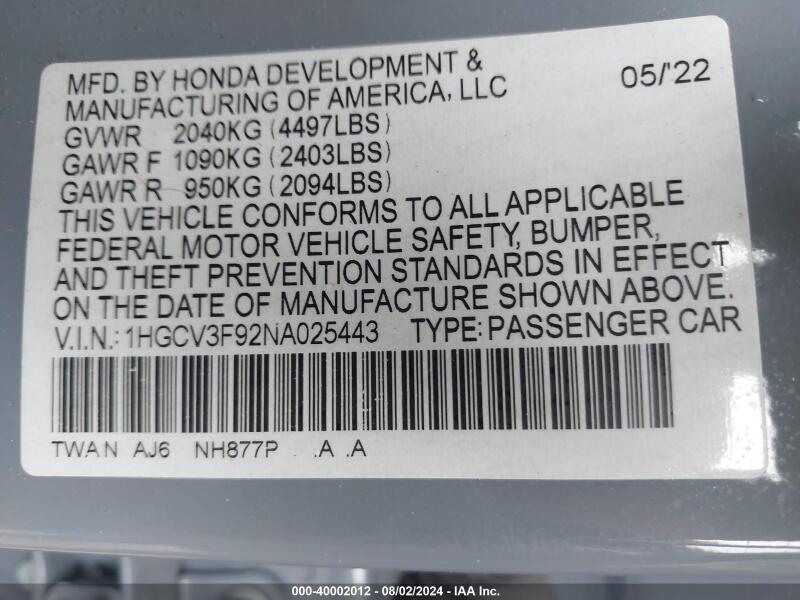 MFD. BY HONDA DEVELOPMENT &
MANUFACTURING OF AMERICA, LLC 05/'22
GVWR 2040KG (4497LBS)
GAWR F 1090KG (2403LBS)
GAWR R 950KG (2094LBS)
THIS VEHICLE CONFORMS TO ALL APPLICABLE
FEDERAL MOTOR VEHICLE SAFETY, BUMPER,
AND THEFT PREVENTION STANDARDS IN EFFECT
ON THE DATE OF MANUFACTURE SHOWN ABOVE.
V.I.N.: 1HGCV3F92NA025443 TYPE: PASSENGER CAR
TWAN AJ6 NH877P .A .A
000-40002012 - 08/02/2024 - IAA Inc.